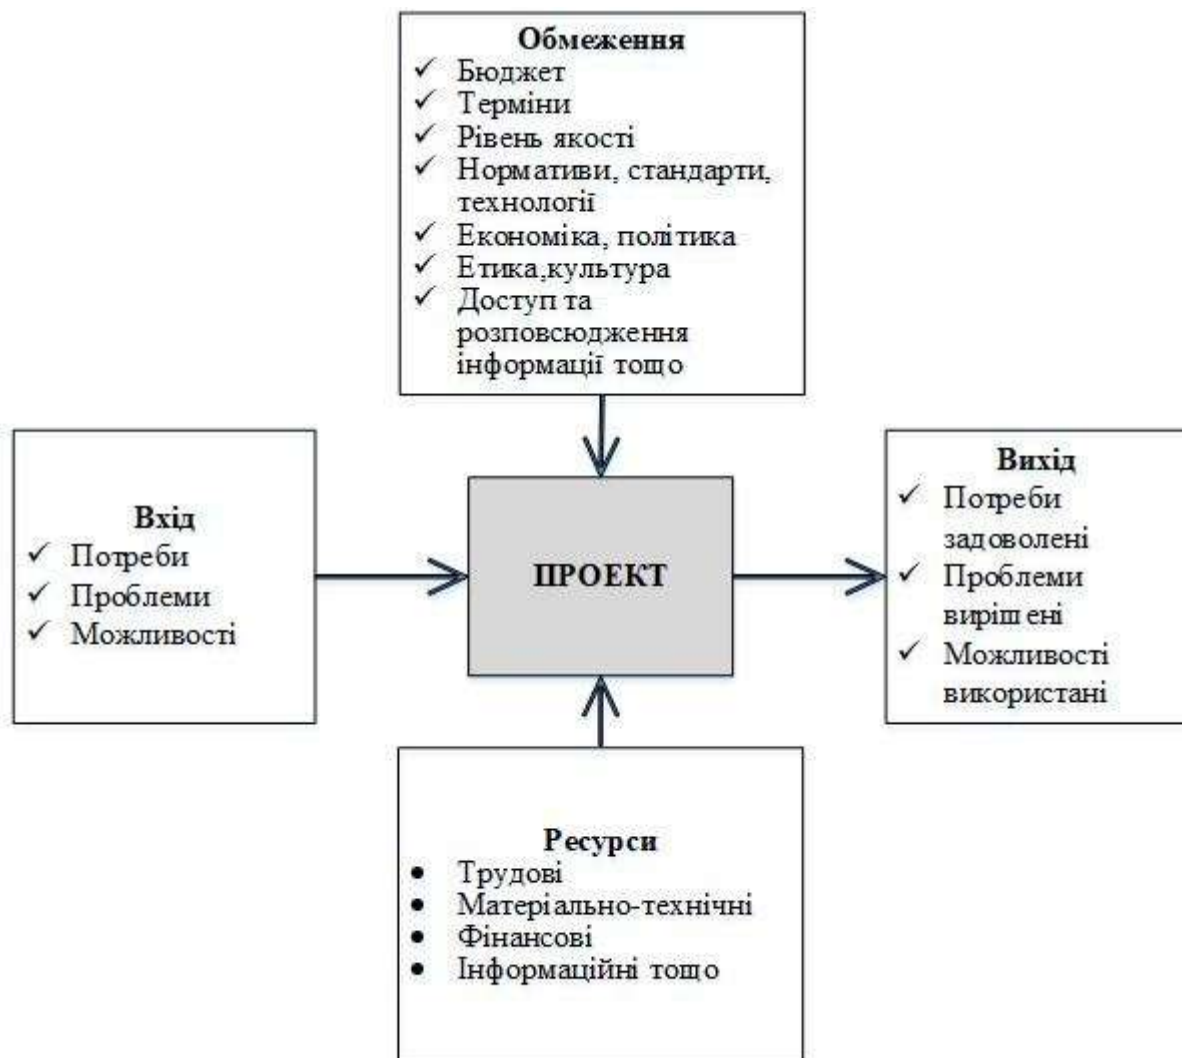 Обмеження
✓ Бюджет
✓ Терміни
✓ Рівень якості
✓ Нормативи, стандарти,
технології
✓ Економіка, політика
✓ Етика,культура
✓ Доступ та
розповсюдження
інформації тощо
Вхід
✓ Потреби
✓ Проблеми
✓ Можливості
ПРОЕКТ
Вихід
✓ Потреби
задоволені
✓ Проблеми
вирішені
✓ Можливості
використані
Ресурси
• Трудові
• Матеріально-технічні
• Фінансові
• Інформаційні тощо